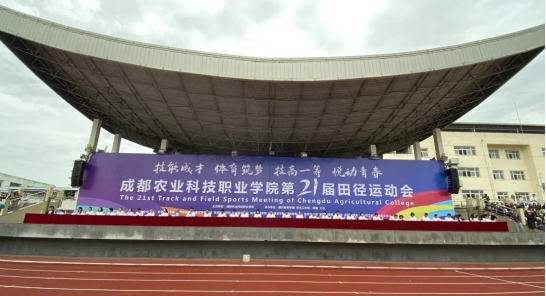 技能成才 体育筑梦 技高一等 悦动青春
成都农业科技职业学院第21届田径运动会
The 21st Track and Field Sports Meeting of Chengdu Agricultural College